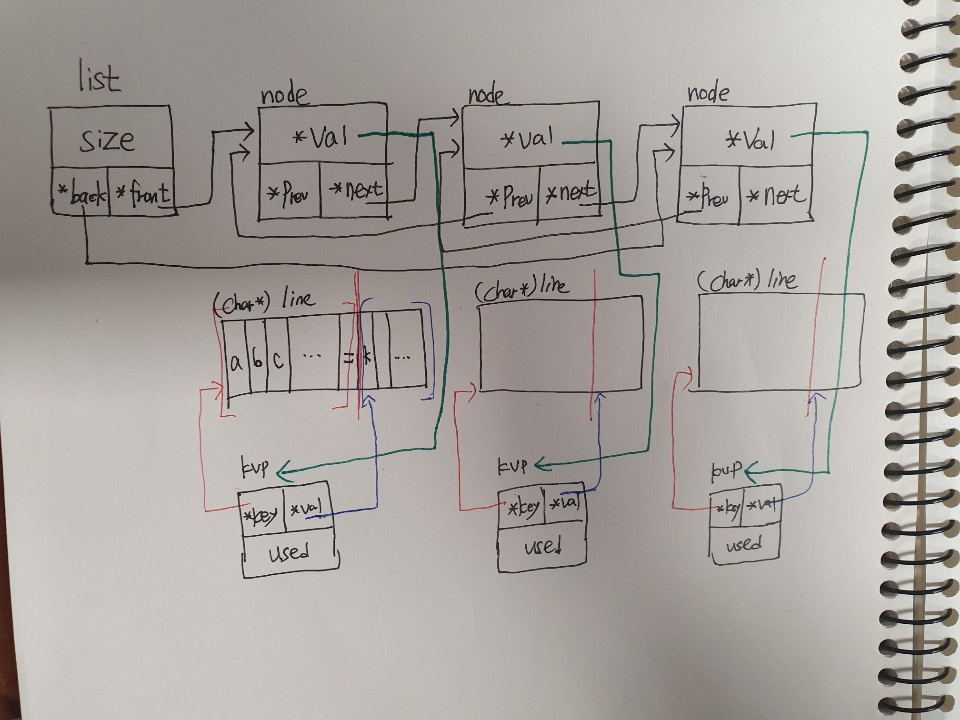 list
size
*back *front
node
*val
*Prev *next
node
*val
*Prev *next
node
*val
*Prev *next
(char*) line
a b c ... = k ...
(char*) line
(char*) line
kvp
*key *val
used
kvp
*key *val
used
kvp
*key *val
used